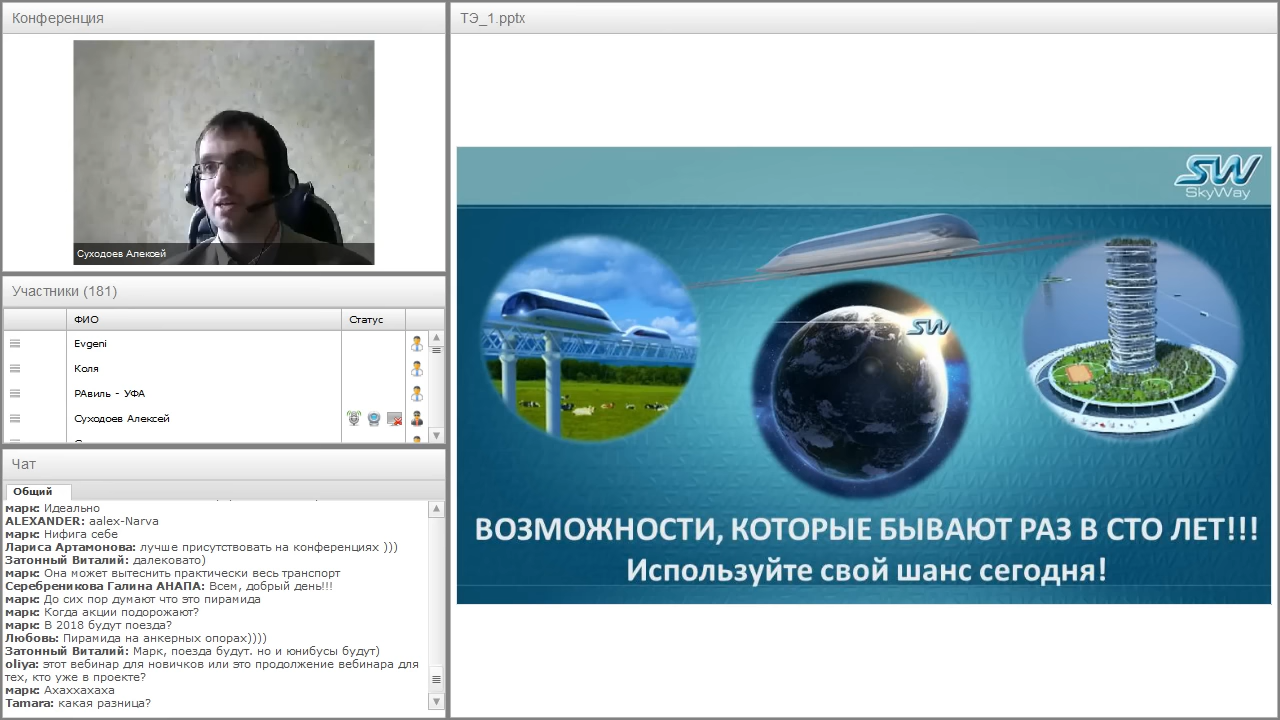 Конференция
Суходоев Алексей
Участники (181)
ФИО
Статус
Evgeni
Коля
РАвиль - УФА
Суходоев Алексей
Чат
Общий
марк: Идеально
ALEXANDER: aalex-Narva
марк: Нифига себе
Лариса Артамонова: лучше присутствовать на конференциях )))
Затонный Виталий: далековато)
марк: Она может вытеснить практически весь транспорт
Серебреникова Галина АНАПА: Всем, добрый день!!!
марк: До сих пор думают что это пирамида
марк: Когда акции подорожают?
марк: В 2018 будут поезда?
Любовь: Пирамида на анкерных опорах))))
Затонный Виталий: Марк, поезда будут. но и юнибусы будут)
oliya: этот вебинар для новичков или это продолжение вебинара для
тех, кто уже в проекте?
марк: Ахаххахаха
Tamara: какая разница?
ТЭ_1.pptx
SW
SkyWay
SW
ВОЗМОЖНОСТИ, КОТОРЫЕ БЫВАЮТ РАЗ В СТО ЛЕТ!!!
Используйте свой шанс сегодня!